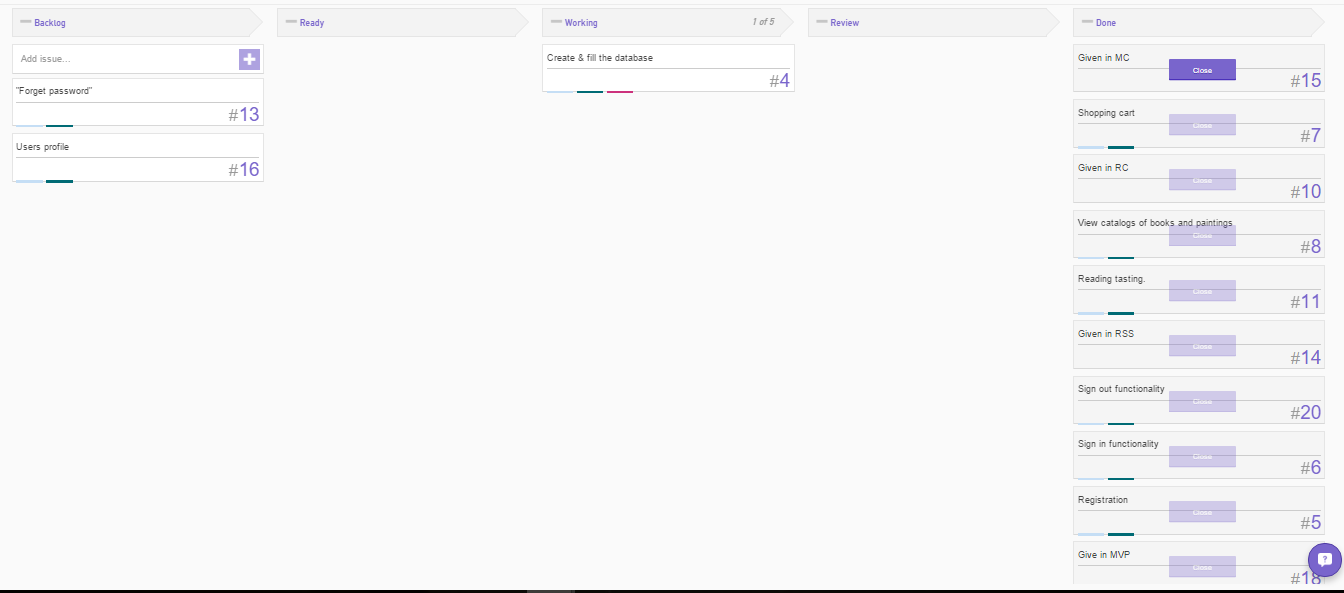 Backlog
Add issue...
"Forget password"
#13
Users profile
#16
Ready
Working 1 of 5
Create & fill the database
#4
Review
Done
Given in MC
Close
#15
Shopping cart
Close
#7
Given in RC
Close
#10
View catalogs of books and paintings
Close
#8
Reading tasting.
Close
#11
Given in RSS
Close
#14
Sign out functionality
Close
#20
Sign in functionality
Close
#6
Registration
Close
#5
Give in MVP
Close
#18
?